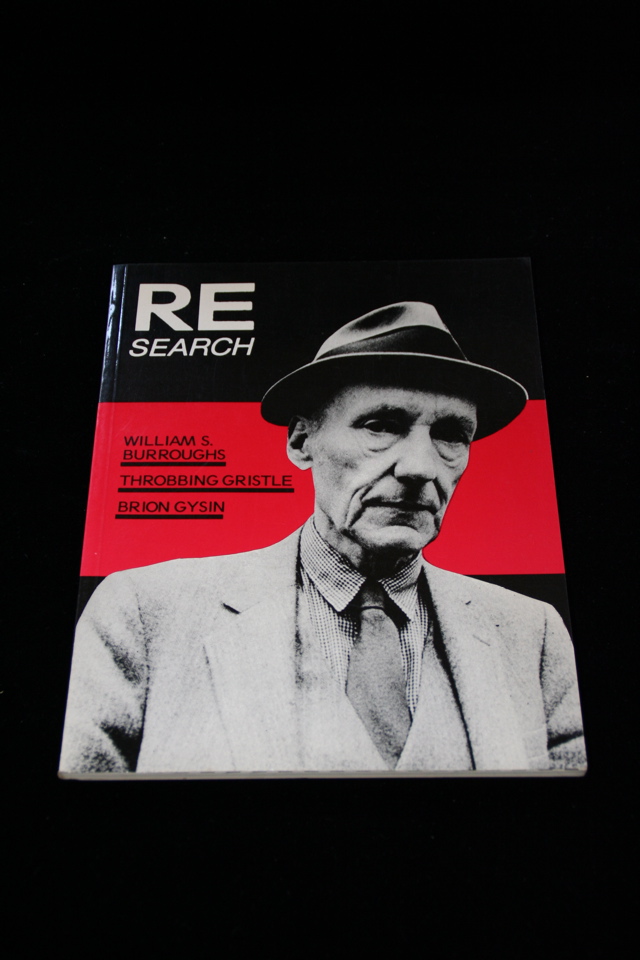 RE
SEARCH
WILLIAM S.
BURROUGHS
THROBBING GRISTLE
BRION GYSIN